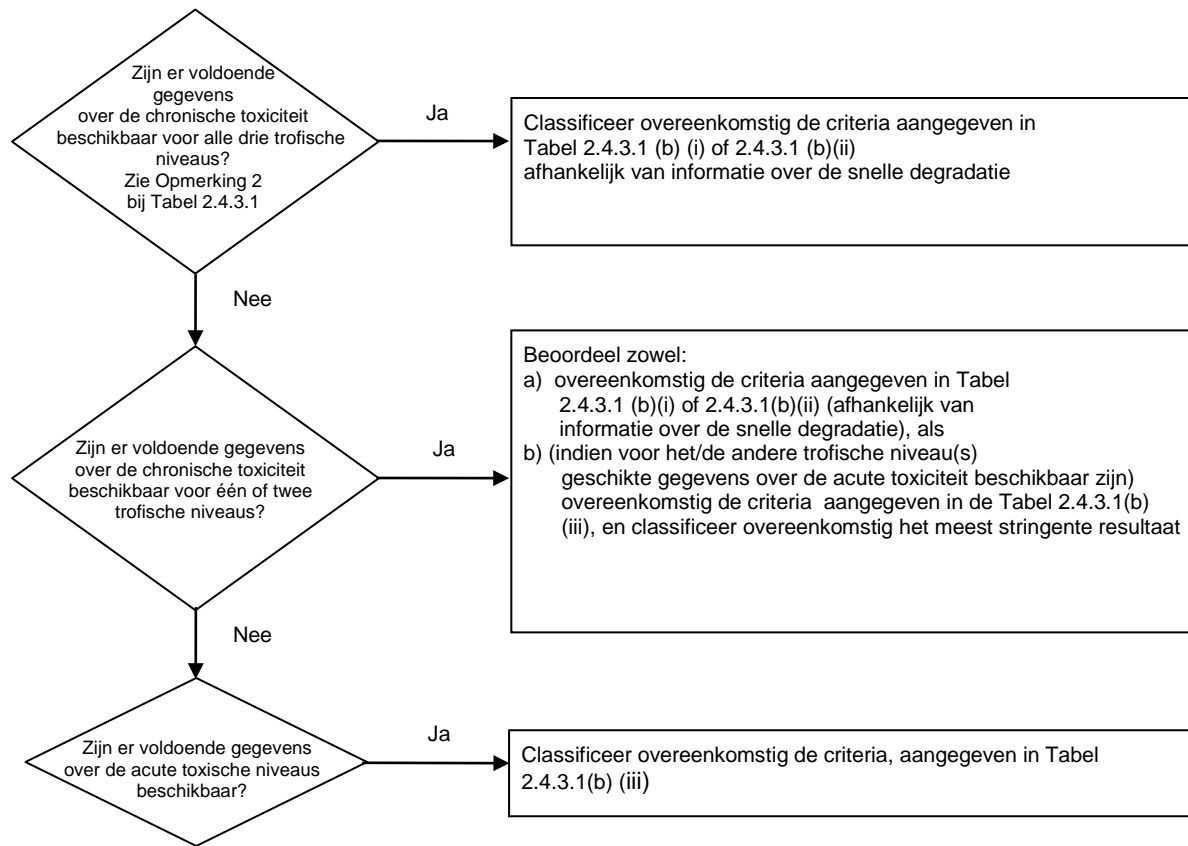 Zijn er voldoende
gegevens
over de chronische toxiciteit
beschikbaar voor alle drie trofische
niveaus?
Zie Opmerking 2
bij Tabel 2.4.3.1
Ja
Classificeer overeenkomstig de criteria aangegeven in
Tabel 2.4.3.1 (b) (i) of 2.4.3.1 (b)(ii)
afhankelijk van informatie over de snelle degradatie
Nee
Zijn er voldoende gegevens
over de chronische toxiciteit
beschikbaar voor één of twee
trofische niveaus?
Ja
Beoordeel zowel:
a) overeenkomstig de criteria aangegeven in Tabel
2.4.3.1 (b)(i) of 2.4.3.1(b)(ii) (afhankelijk van
informatie over de snelle degradatie), als
b) (indien voor het/de andere trofische niveau(s)
geschikte gegevens over de acute toxiciteit beschikbaar zijn)
overeenkomstig de criteria aangegeven in de Tabel 2.4.3.1(b)
(iii), en classificeer overeenkomstig het meest stringente resultaat
Nee
Zijn er voldoende gegevens
over de acute toxische niveaus
beschikbaar?
Ja
Classificeer overeenkomstig de criteria, aangegeven in Tabel
2.4.3.1(b) (iii)